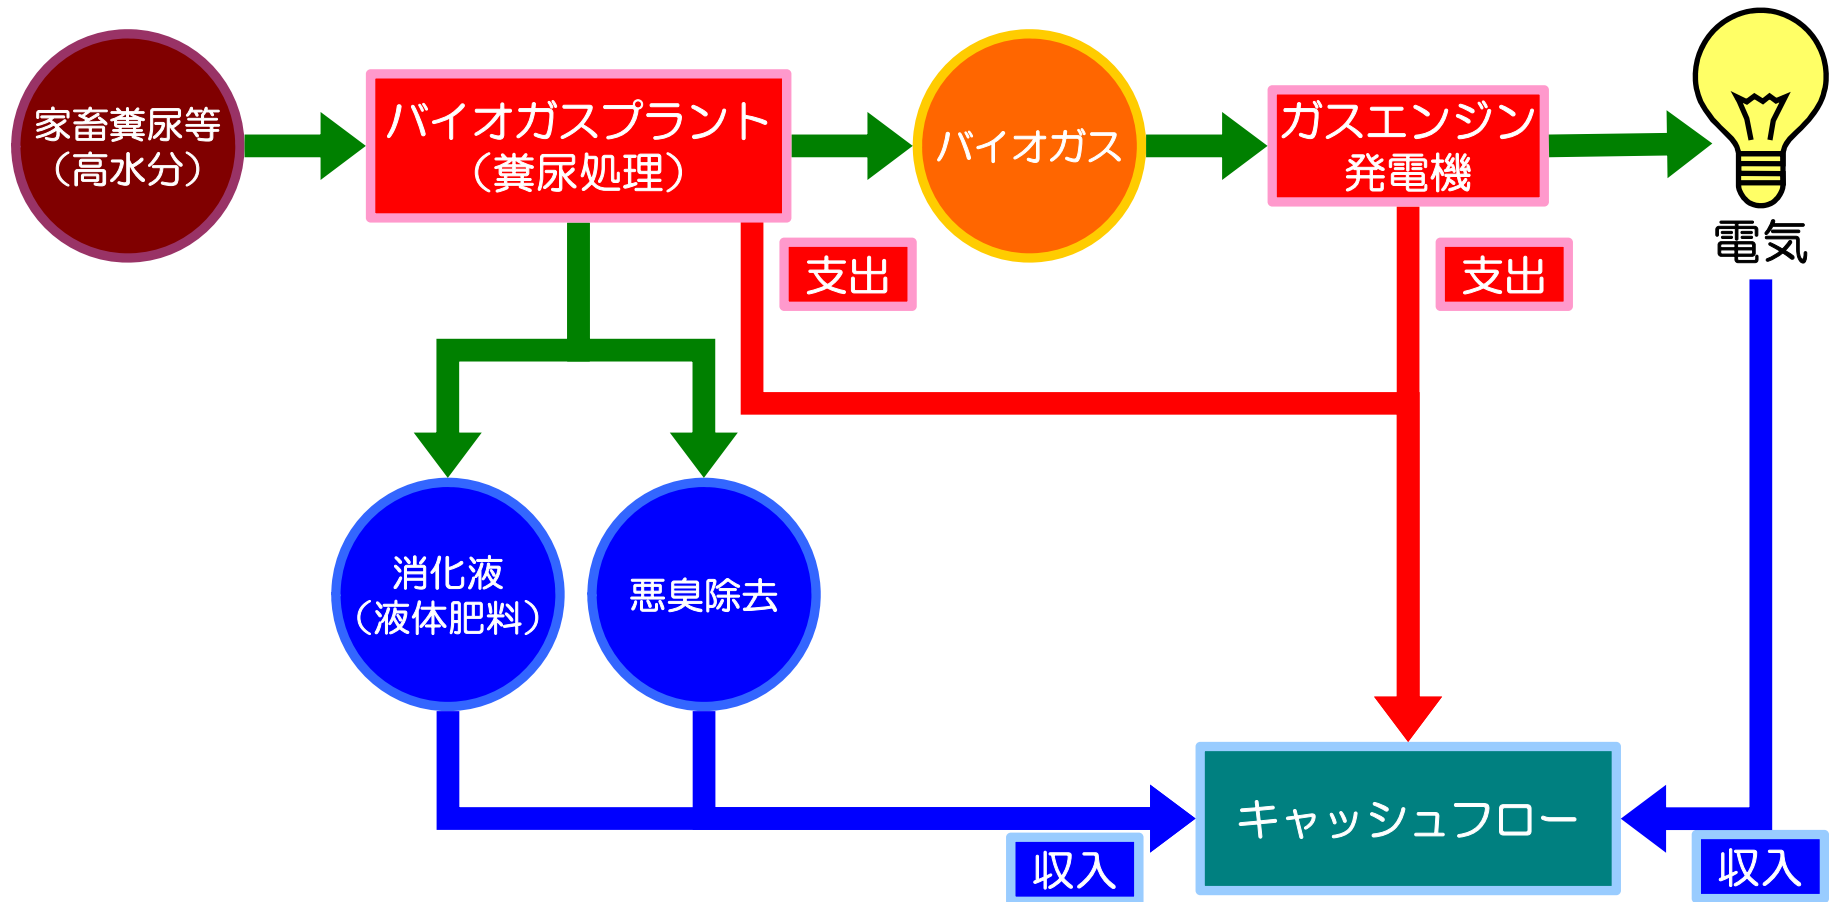 家畜糞尿等
（高水分）
バイオガスプラント
（糞尿処理）
バイオガス
ガスエンジン
発電機
電気
支出
支出
消化液
（液体肥料）
悪臭除去
キャッシュフロー
収入
収入